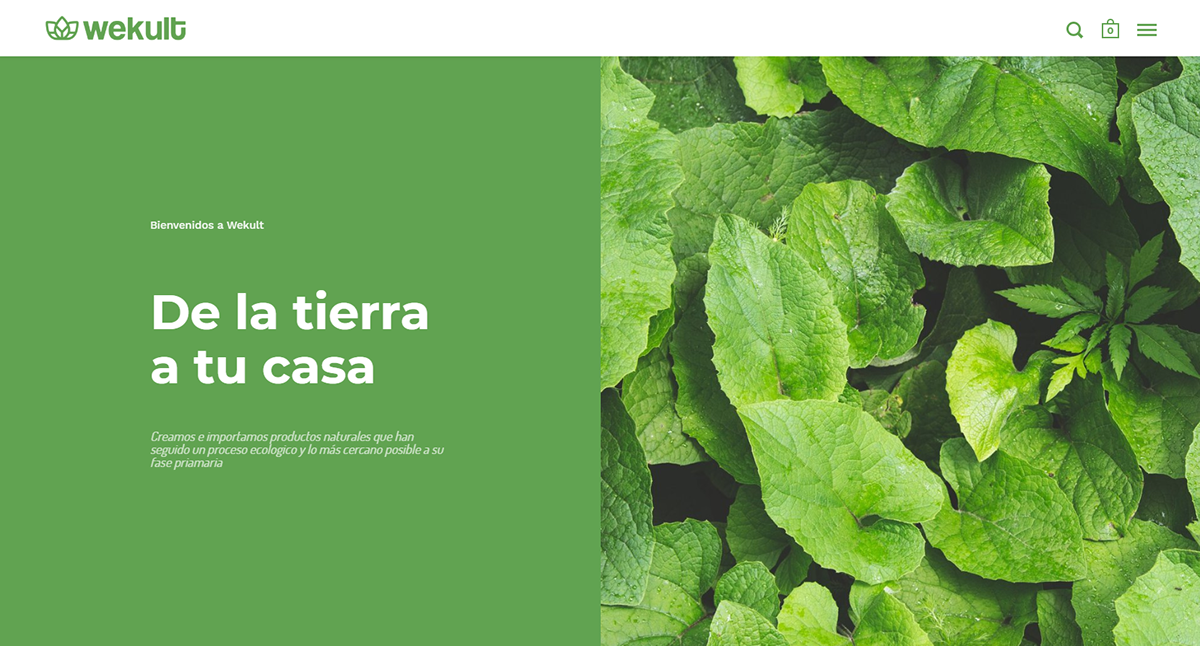 wekult
0
Bienvenidos a Wekult
De la tierra
a tu casa
Creamos e importamos productos naturales que han
seguido un proceso ecologico y lo más cercano posible a su
fase priamaria